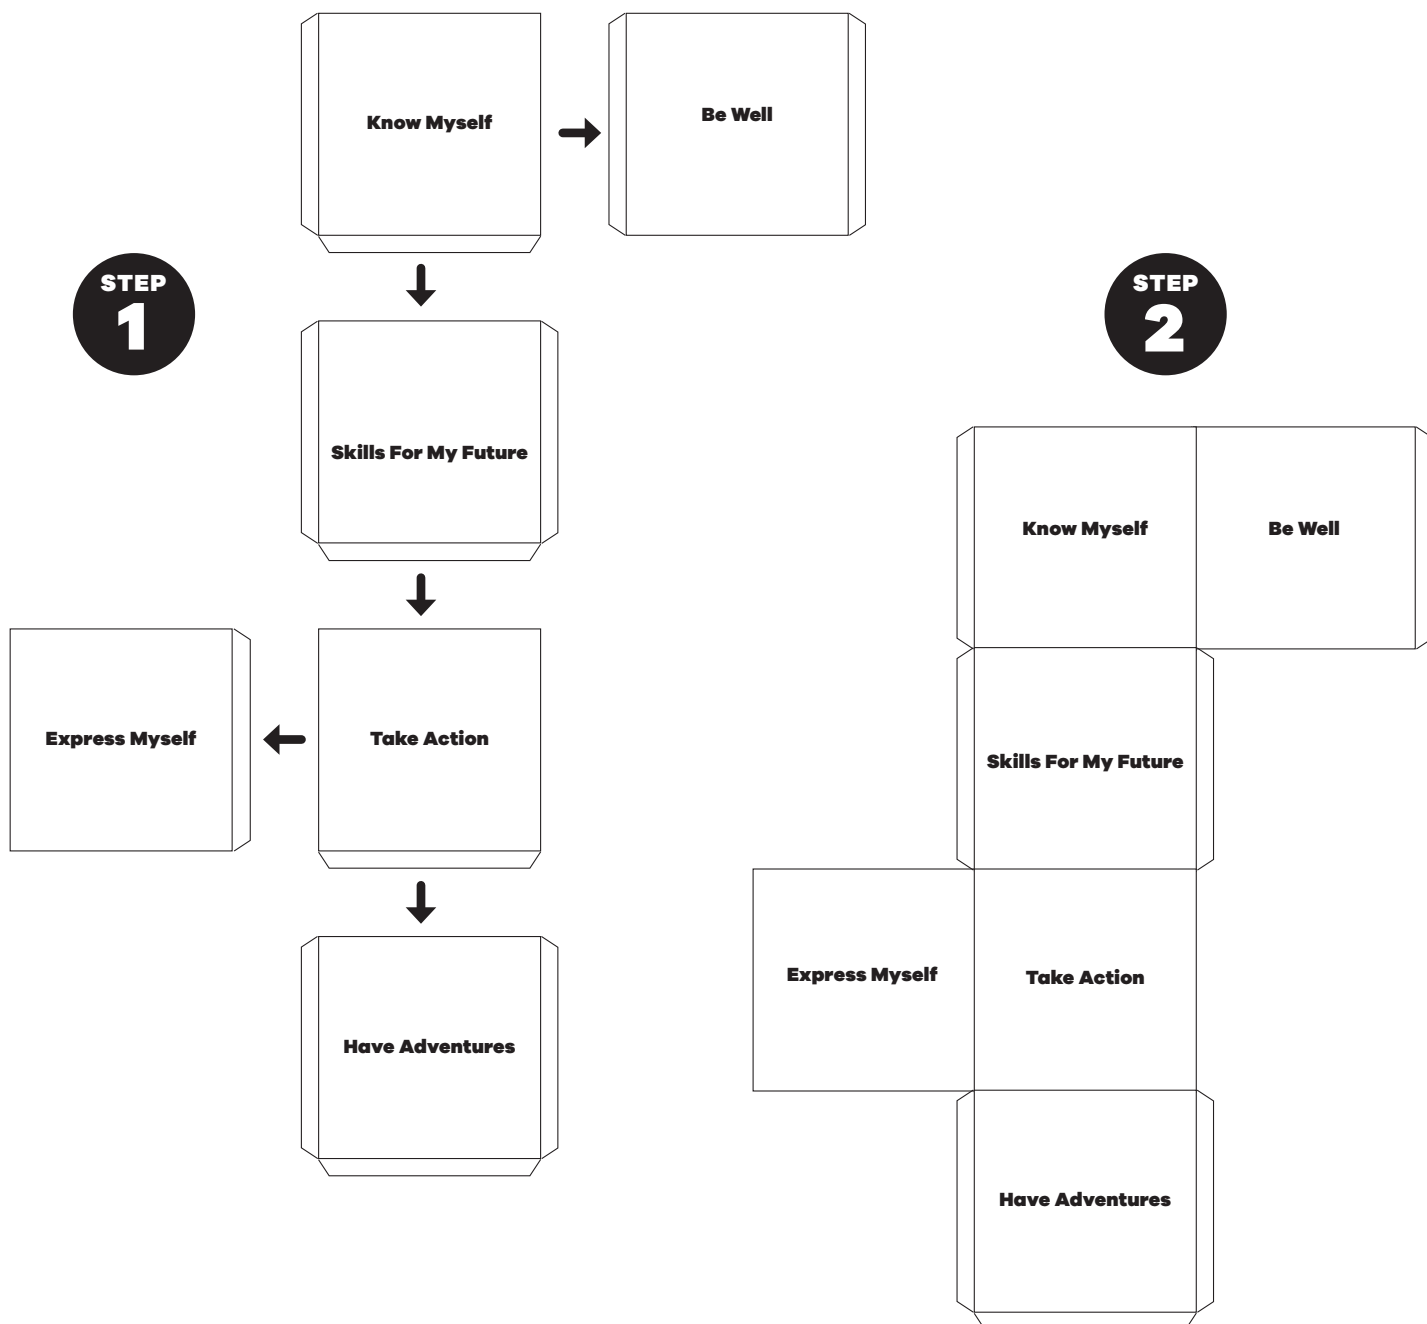 Know Myself
Be Well
STEP
1
Skills For My Future
Express Myself
Take Action
Have Adventures
STEP
2
Know Myself
Be Well
Skills For My Future
Express Myself
Take Action
Have Adventures